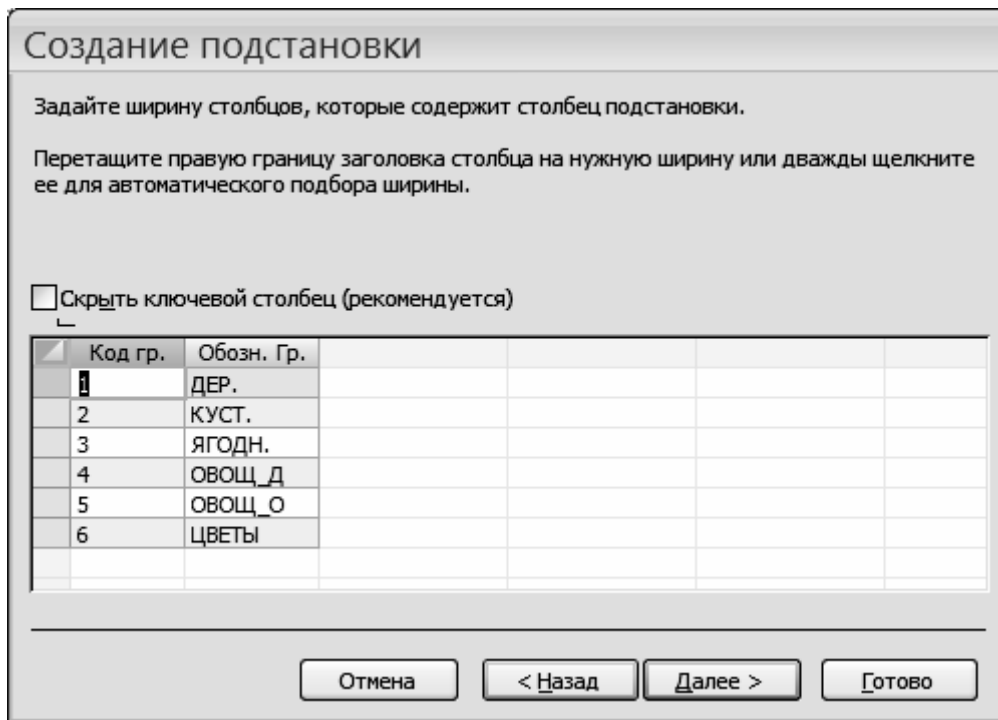 Создание подстановки
Задайте ширину столбцов, которые содержит столбец подстановки.
Перетащите правую границу заголовка столбца на нужную ширину или дважды щелкните
ее для автоматического подбора ширины.
Скрыть ключевой столбец (рекомендуется)
Код гр. Обозн. Гр.
1 ДЕР.
2 КУСТ.
3 ЯГОДН.
4 ОВОЩ_Д
5 ОВОЩ_О
6 ЦВЕТЫ
Отмена < Назад Далее > Готово